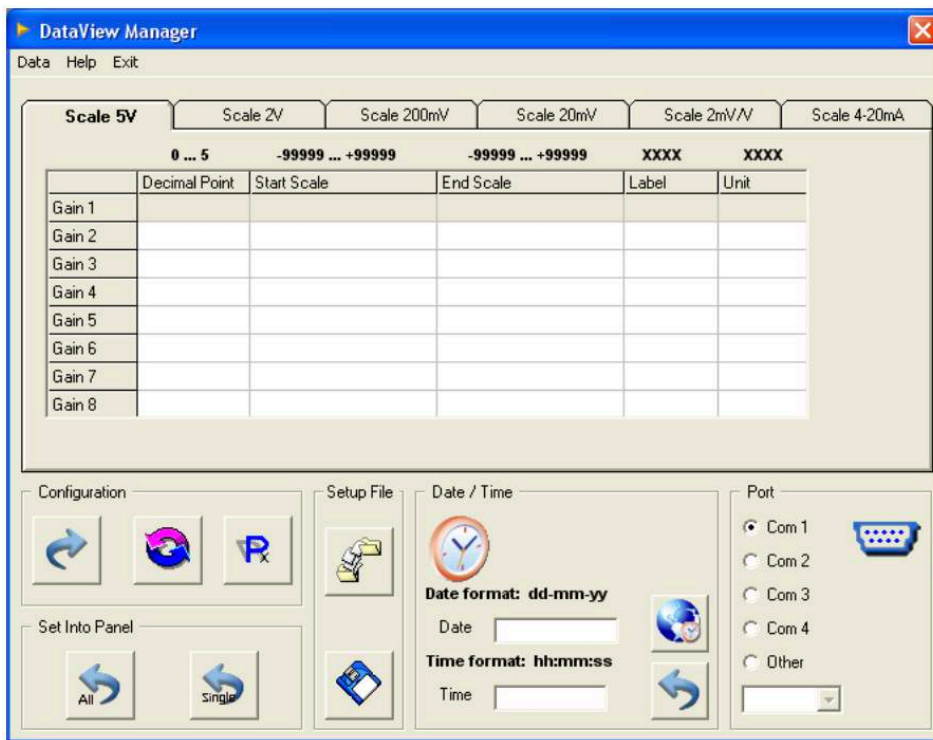 DataView Manager
Data Help Exit
Scale 5V Scale 2V Scale 200mV Scale 20mV Scale 2mV/V Scale 4-20mA
0 ... 5 -99999 ... +99999 -99999 ... +99999 XXXX XXXX
Decimal Point Start Scale End Scale Label Unit
Gain 1
Gain 2
Gain 3
Gain 4
Gain 5
Gain 6
Gain 7
Gain 8
Configuration
Rx
Set Into Panel
All Single
Setup File
Date / Time
Date format: dd-mm-yy
Date
Time format: hh:mm:ss
Time
Port
Com 1
Com 2
Com 3
Com 4
Other